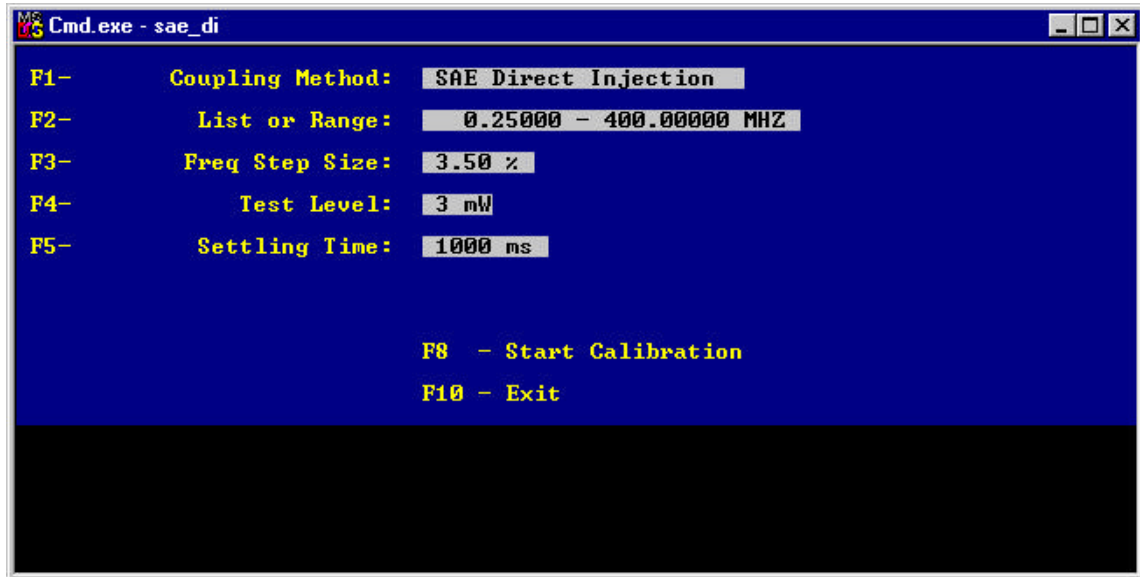 Cmd.exe - sae_di
F1- Coupling Method: SAE Direct Injection
F2- List or Range: 0.25000 - 400.00000 MHZ
F3- Freq Step Size: 3.50 %
F4- Test Level: 3 mW
F5- Settling Time: 1000 ms
F8 - Start Calibration
F10 - Exit